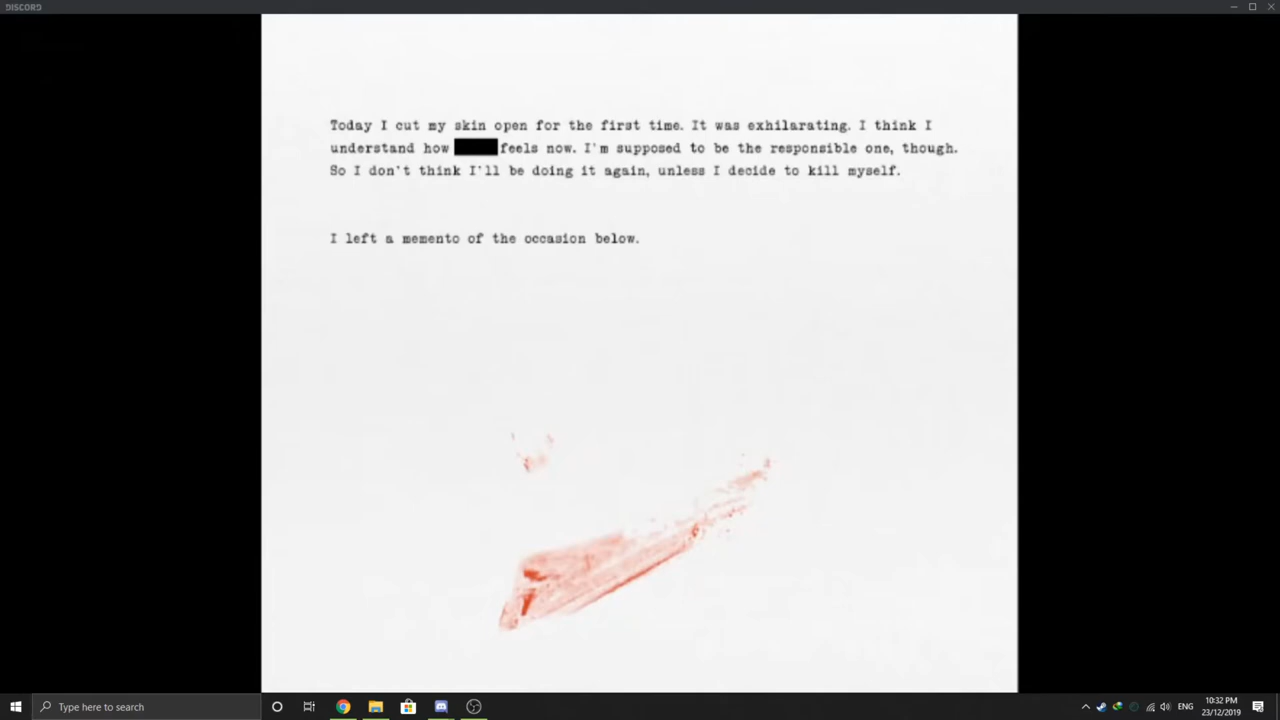 DISCORD
Today I cut my skin open for the first time. It was exhilarating. I think I
understand how feels now. I'm supposed to be the responsible one, though.
So I don't think I'll be doing it again, unless I decide to kill myself.
I left a memento of the occasion below.
Type here to search
ENG
10:32 PM
23/12/2019